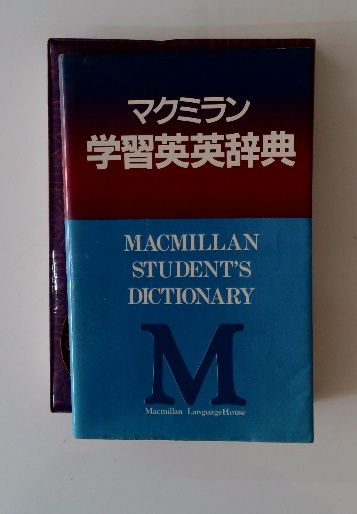 マクミラン
学習英英辞典
MACMILLAN
STUDENT'S
DICTIONARY
M
Macmillan LanguageHouse